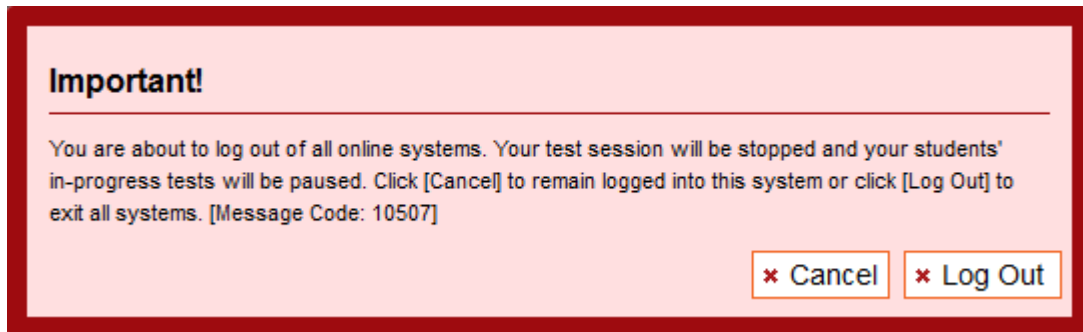 Important!
You are about to log out of all online systems. Your test session will be stopped and your students'
in-progress tests will be paused. Click [Cancel] to remain logged into this system or click [Log Out] to
exit all systems. [Message Code: 10507]
Cancel
Log Out